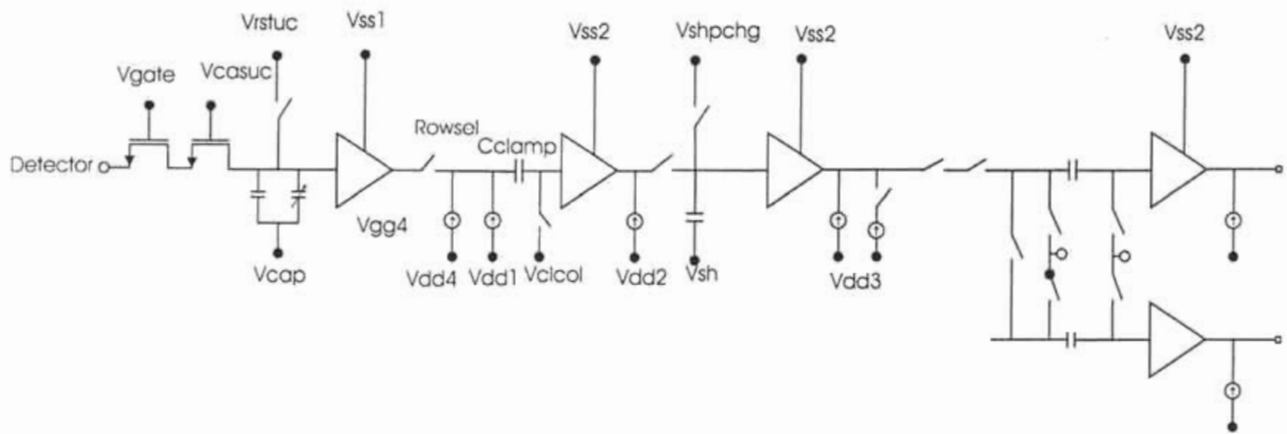 Vrstuc
Vss1
Vss2
Vshpchg
Vss2
Vss2
Vgate
Vcasuc
Rowsel
Cclamp
Detector
Vgg4
Vcap
Vdd4
Vdd1
Vclcol
Vdd2
Vsh
Vdd3